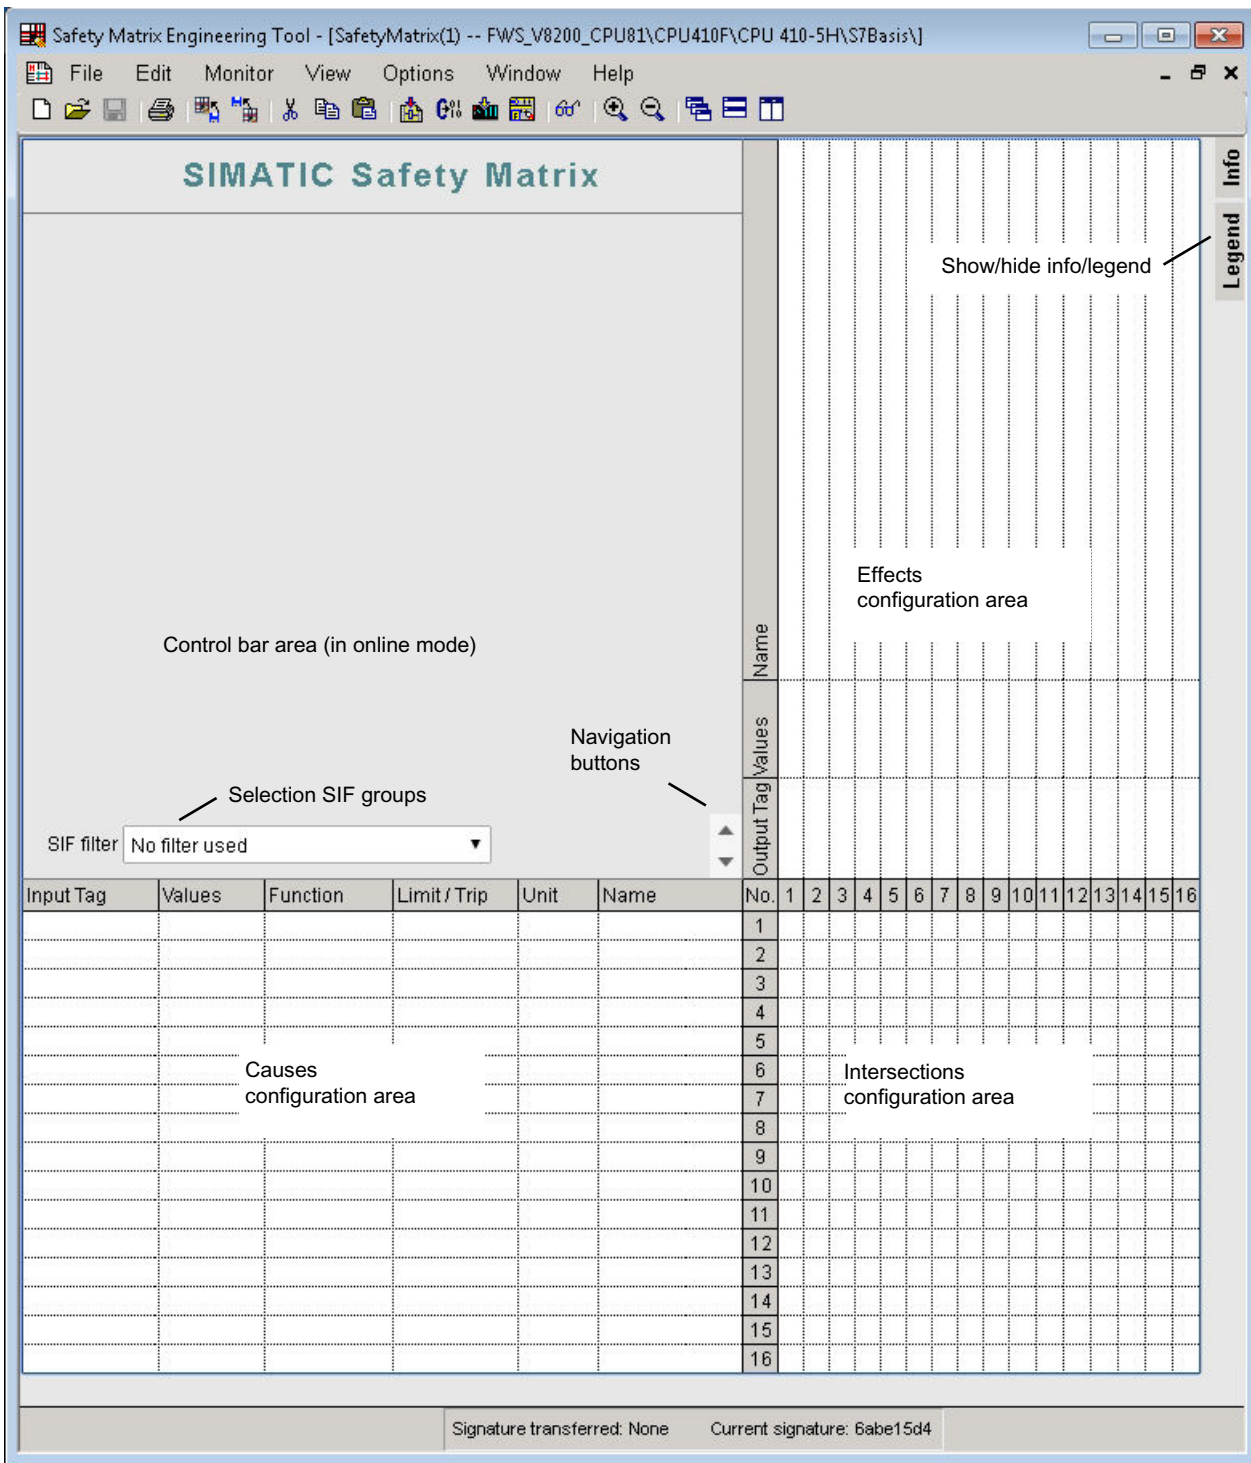 Safety Matrix Engineering Tool - [SafetyMatrix(1) -- FWS_V8200_CPU81\CPU410F\CPU 410-5H\S7Basis\]
File Edit Monitor View Options Window Help
SIMATIC Safety Matrix
Info
Legend
Show/hide info/legend
Effects
configuration area
Name
Control bar area (in online mode)
Values
Navigation
buttons
Output Tag
Selection SIF groups
SIF filter No filter used
Input Tag Values Function Limit / Trip Unit Name No. 1 2 3 4 5 6 7 8 9 10 11 12 13 14 15 16
1
2
3
4
5
6
7
8
9
10
11
12
13
14
15
16
Causes
configuration area
Intersections
configuration area
Signature transferred: None Current signature: 6abe15d4